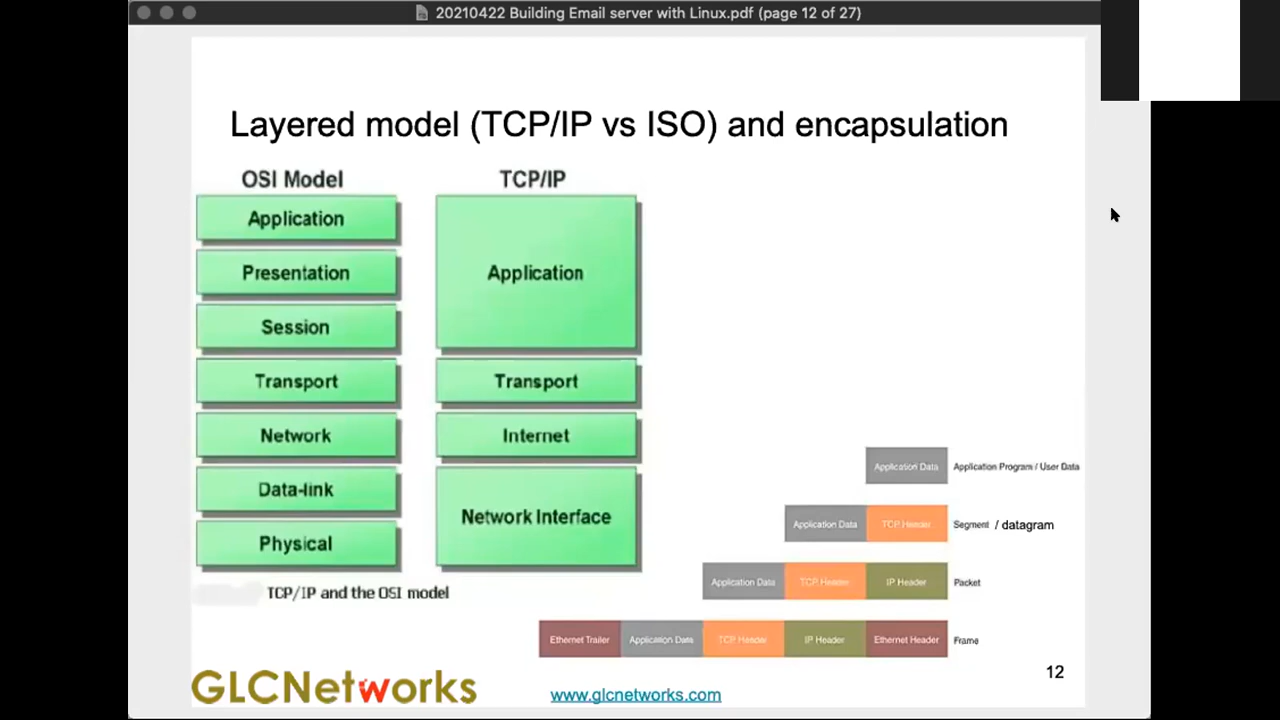 20210422 Building Email server with Linux.pdf (page 12 of 27)
Layered model (TCP/IP vs ISO) and encapsulation
OSI Model
Application
Presentation
Session
Transport
Network
Data-link
Physical
TCP/IP
Application
Transport
Internet
Network Interface
TCP/IP and the OSI model
Application Data Application Program / User Data
Application Data TCP Header Segment / datagram
Application Data TCP Header IP Header Packet
Ethernet Trailer Application Data TCP Header IP Header Ethernet Header Frame
12
GLCNetworks
www.glcnetworks.com